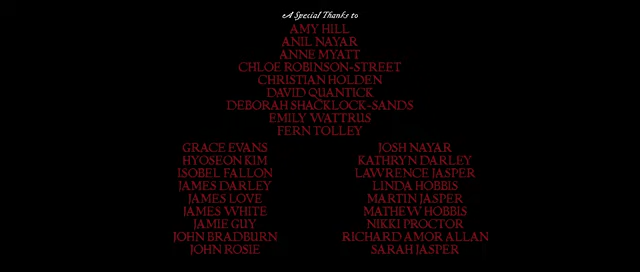 A Special Thanks to
AMY HILL
ANIL NAYAR
ANNE MYATT
CHLOE ROBINSON-STREET
CHRISTIAN HOLDEN
DAVID QUANTICK
DEBORAH SHACKLOCK-SANDS
EMILY WATTRUS
FERN TOLLEY
GRACE EVANS
HYOSEON KIM
ISOBEL FALLON
JAMES DARLEY
JAMES LOVE
JAMES WHITE
JAMIE GUY
JOHN BRADBURN
JOHN ROSIE
JOSH NAYAR
KATHRYN DARLEY
LAWRENCE JASPER
LINDA HOBBIS
MARTIN JASPER
MATHEW HOBBIS
NIKKI PROCTOR
RICHARD AMOR ALLAN
SARAH JASPER